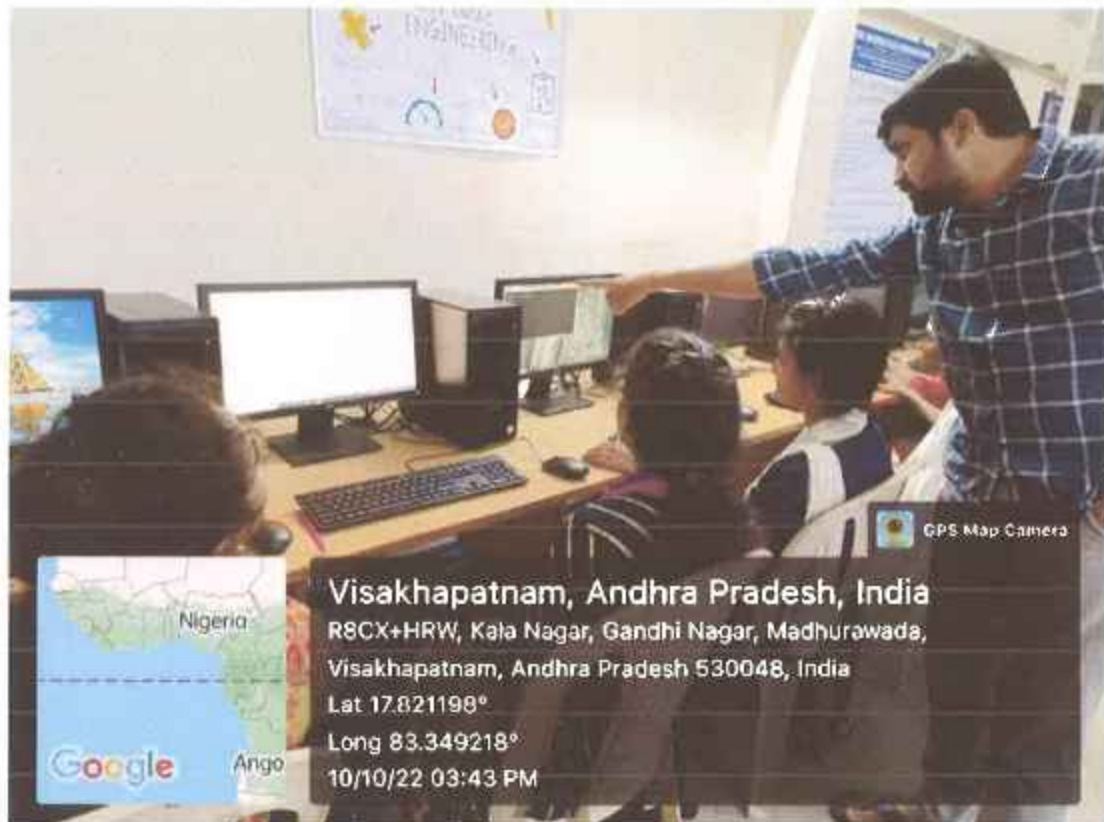 ENGINEERING
GPS Map Camera
Visakhapatnam, Andhra Pradesh, India
R8CX+HRW, Kala Nagar, Gandhi Nagar, Madhurawada,
Visakhapatnam, Andhra Pradesh 530048, India
Lat 17.821198°
Long 83.349218°
10/10/22 03:43 PM
Nigeria
Ango
Google